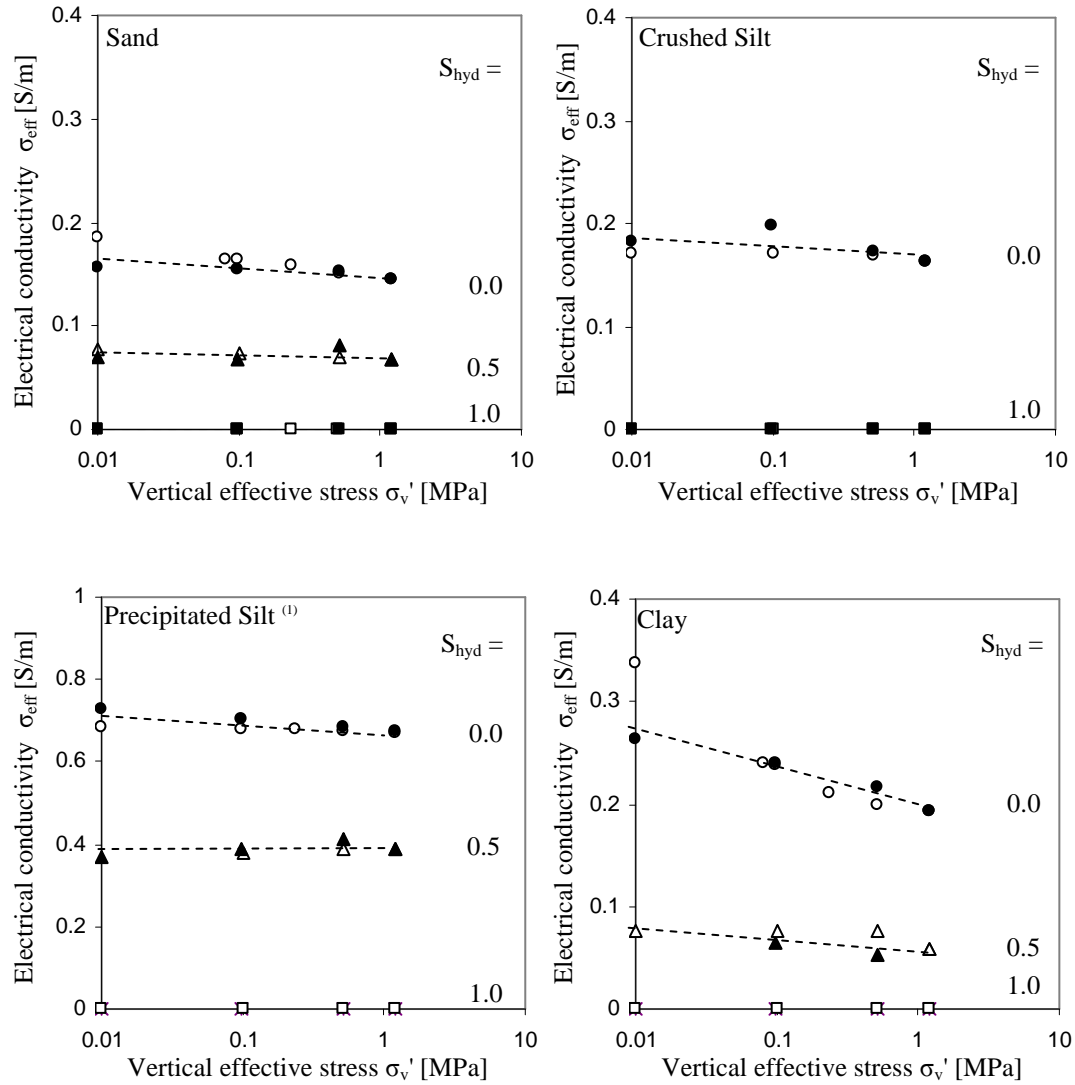 Sand
S_hyd =
0.4
0.3
0.2
0.1
0
0.0
0.5
1.0
0.01 0.1 1 10
Electrical conductivity σ_eff [S/m]
Vertical effective stress σ_v' [MPa]
Crushed Silt
S_hyd =
0.4
0.3
0.2
0.1
0
0.0
1.0
0.01 0.1 1 10
Electrical conductivity σ_eff [S/m]
Vertical effective stress σ_v' [MPa]
Precipitated Silt (1)
S_hyd =
1
0.8
0.6
0.4
0.2
0
0.0
0.5
1.0
0.01 0.1 1 10
Electrical conductivity σ_eff [S/m]
Vertical effective stress σ_v' [MPa]
Clay
S_hyd =
0.4
0.3
0.2
0.1
0
0.0
0.5
1.0
0.01 0.1 1 10
Electrical conductivity σ_eff [S/m]
Vertical effective stress σ_v' [MPa]